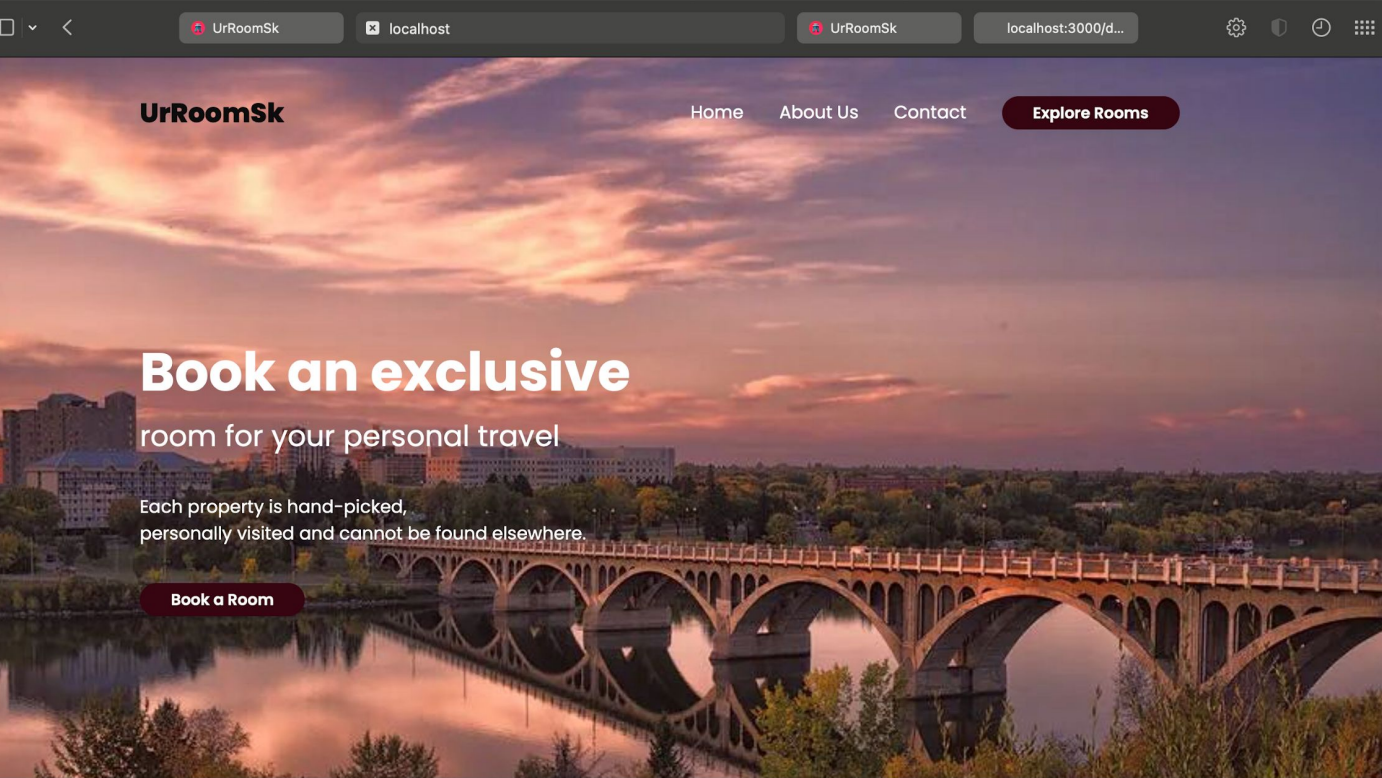 UrRoomSk
localhost
UrRoomSk
localhost:3000/d...
UrRoomSk
Home
About Us
Contact
Explore Rooms
Book an exclusive
room for your personal travel
Each property is hand-picked,
personally visited and cannot be found elsewhere.
Book a Room